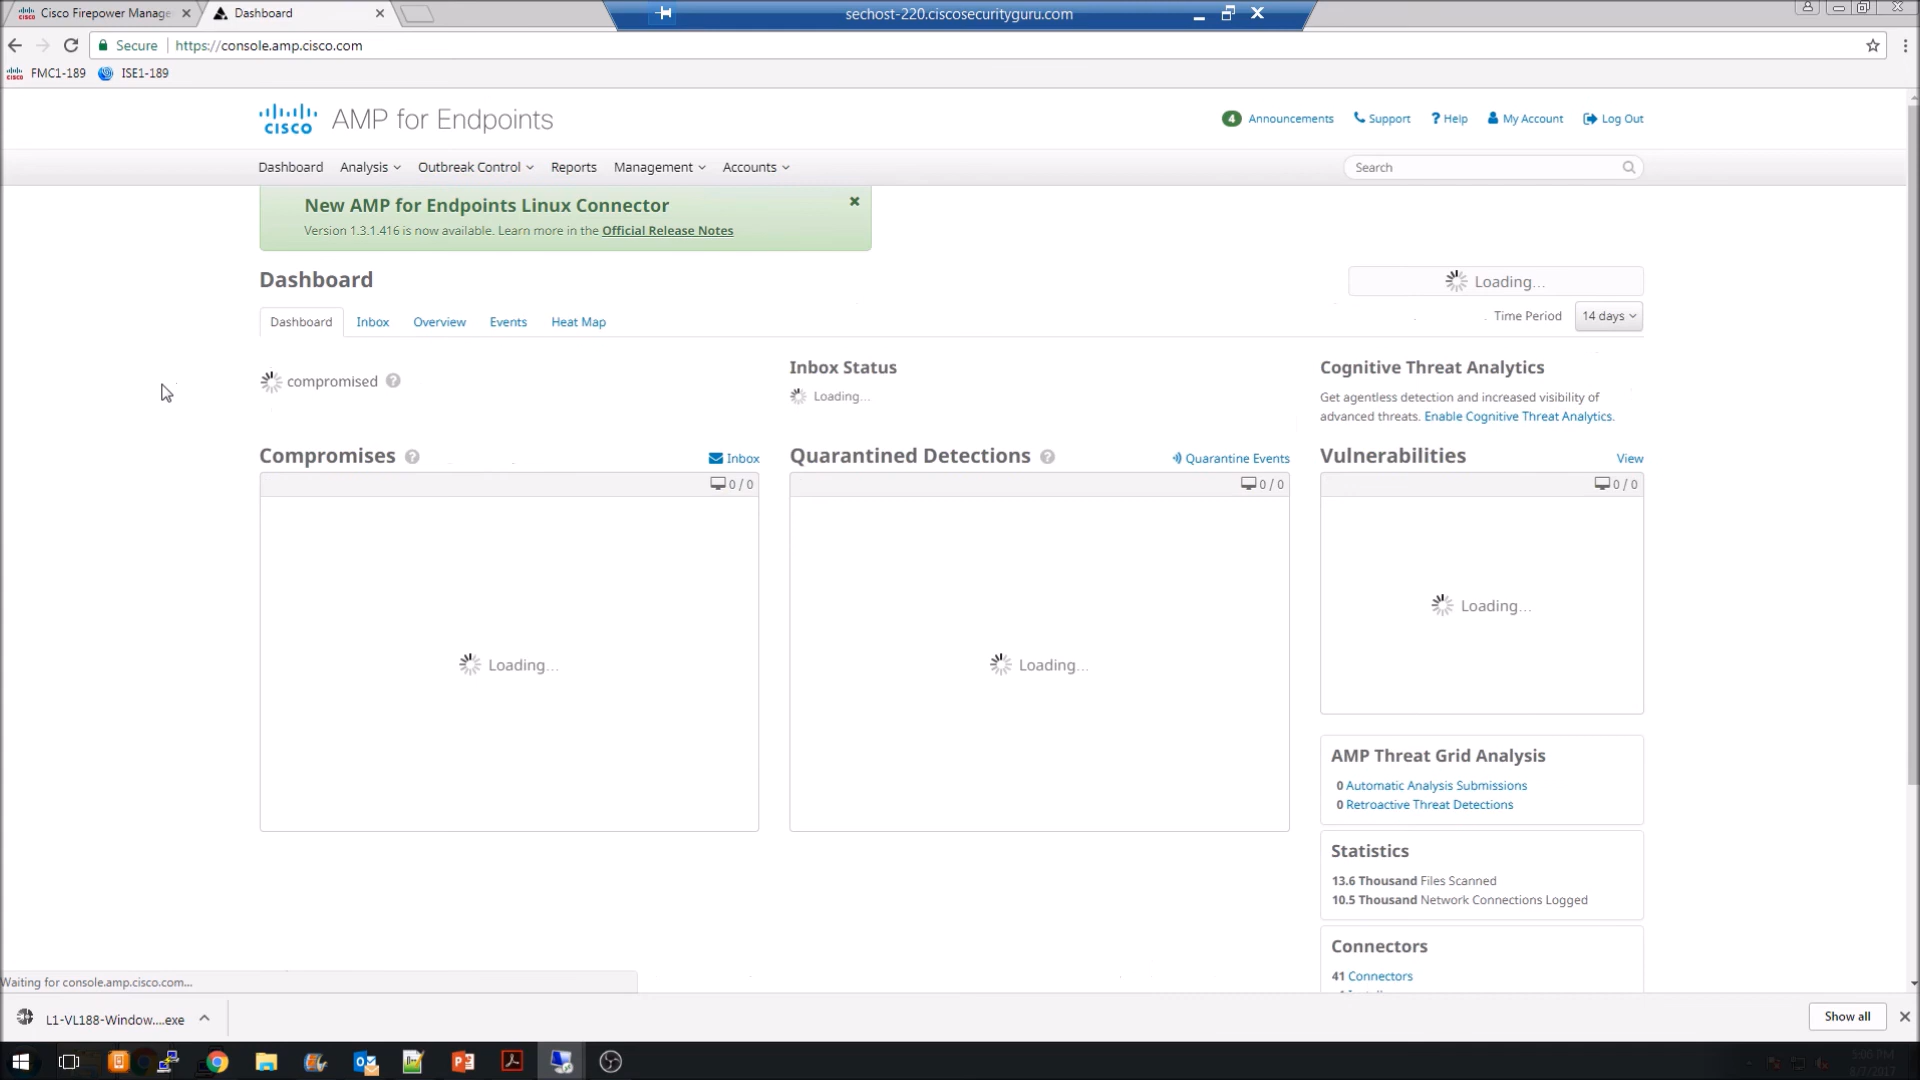 Cisco Firepower Manage
Dashboard
sechost-220.ciscosecurityguru.com
Secure
https://console.amp.cisco.com
FMC1-189
ISE1-189
CISCO
AMP for Endpoints
4 Announcements
Support
? Help
My Account
Log Out
Dashboard
Analysis
Outbreak Control
Reports
Management
Accounts
Search
New AMP for Endpoints Linux Connector
Version 1.3.1.416 is now available. Learn more in the Official Release Notes
Dashboard
Loading...
Dashboard
Inbox
Overview
Events
Heat Map
Time Period
14 days
compromised ?
Inbox Status
Loading...
Cognitive Threat Analytics
Get agentless detection and increased visibility of
advanced threats. Enable Cognitive Threat Analytics.
Compromises ?
Inbox
0 / 0
Loading...
Quarantined Detections ?
Quarantine Events
0 / 0
Loading...
Vulnerabilities
View
0 / 0
Loading...
AMP Threat Grid Analysis
0 Automatic Analysis Submissions
0 Retroactive Threat Detections
Statistics
13.6 Thousand Files Scanned
10.5 Thousand Network Connections Logged
Connectors
41 Connectors
Waiting for console.amp.cisco.com...
L1-VL188-Window....exe
Show all